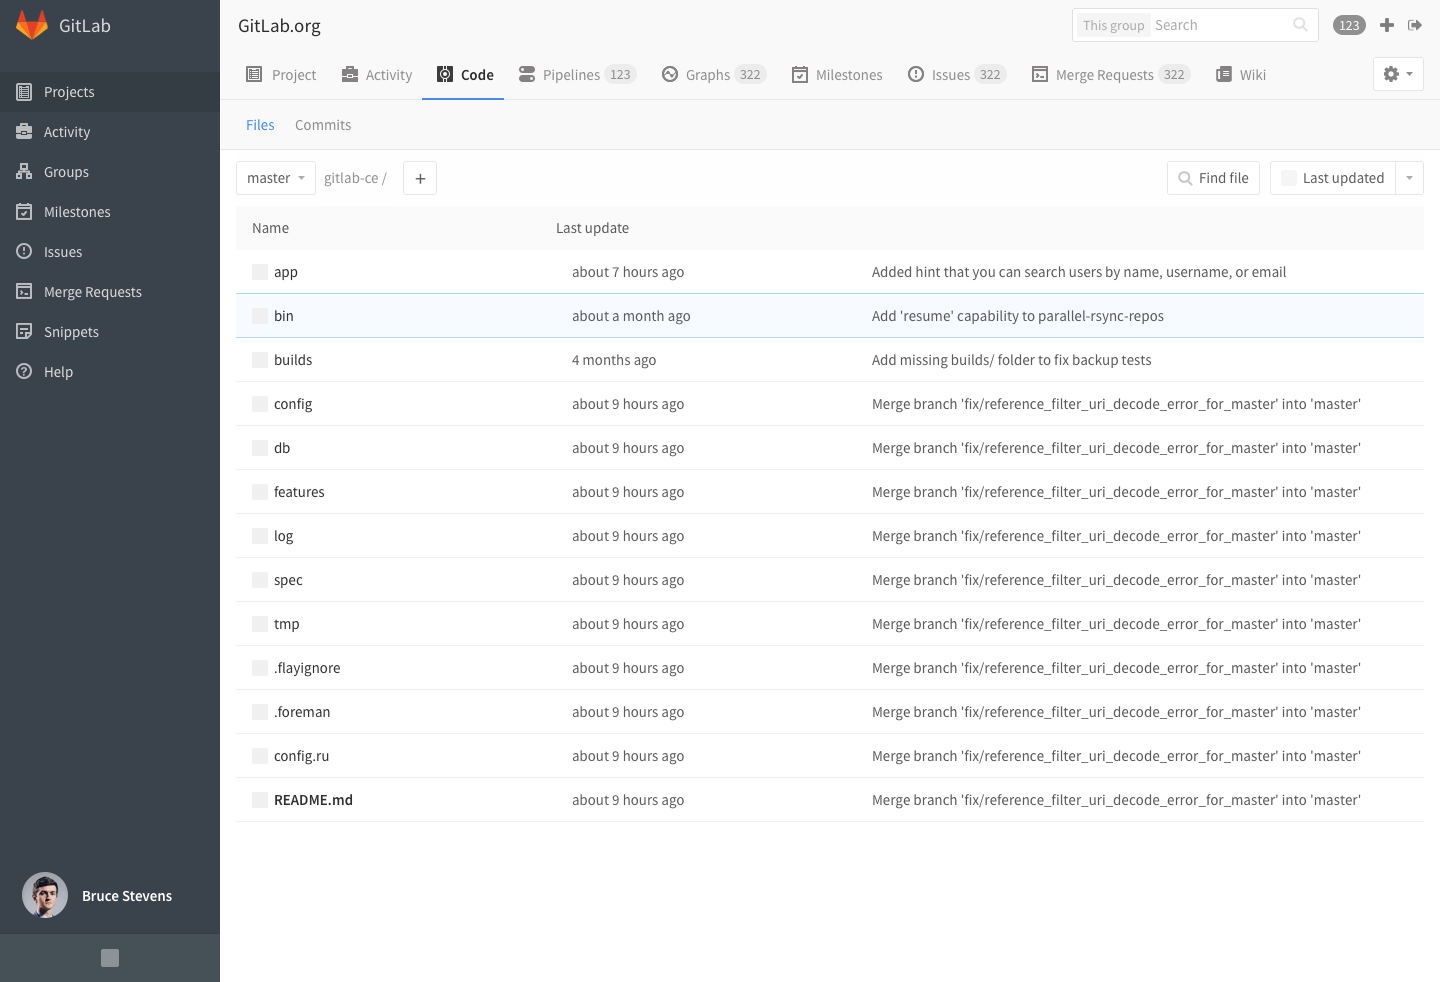 GitLab
Projects
Activity
Groups
Milestones
Issues
Merge Requests
Snippets
Help
Bruce Stevens
GitLab.org
This group Search
123
Project Activity Code Pipelines 123 Graphs 322 Milestones Issues 322 Merge Requests 322 Wiki
Files Commits
master gitlab-ce / + Find file Last updated
Name Last update
app about 7 hours ago Added hint that you can search users by name, username, or email
bin about a month ago Add 'resume' capability to parallel-rsync-repos
builds 4 months ago Add missing builds/ folder to fix backup tests
config about 9 hours ago Merge branch 'fix/reference_filter_uri_decode_error_for_master' into 'master'
db about 9 hours ago Merge branch 'fix/reference_filter_uri_decode_error_for_master' into 'master'
features about 9 hours ago Merge branch 'fix/reference_filter_uri_decode_error_for_master' into 'master'
log about 9 hours ago Merge branch 'fix/reference_filter_uri_decode_error_for_master' into 'master'
spec about 9 hours ago Merge branch 'fix/reference_filter_uri_decode_error_for_master' into 'master'
tmp about 9 hours ago Merge branch 'fix/reference_filter_uri_decode_error_for_master' into 'master'
.flayignore about 9 hours ago Merge branch 'fix/reference_filter_uri_decode_error_for_master' into 'master'
.foreman about 9 hours ago Merge branch 'fix/reference_filter_uri_decode_error_for_master' into 'master'
config.ru about 9 hours ago Merge branch 'fix/reference_filter_uri_decode_error_for_master' into 'master'
README.md about 9 hours ago Merge branch 'fix/reference_filter_uri_decode_error_for_master' into 'master'